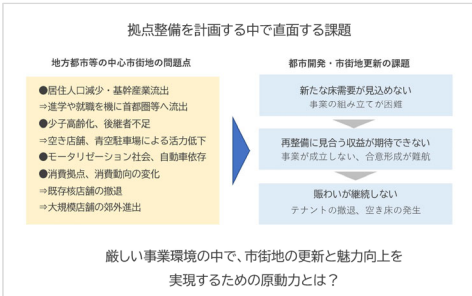 拠点整備を計画する中で直面する課題
地方都市等の中心市街地の問題点
●居住人口減少・基幹産業流出
⇒進学や就職を機に首都圏等へ流出
●少子高齢化、後継者不足
⇒空き店舗、青空駐車場による活力低下
●モータリゼーション社会、自動車依存
●消費拠点、消費動向の変化
⇒既存核店舗の撤退
⇒大規模店舗の郊外進出
都市開発・市街地更新の課題
新たな床需要が見込めない
事業の組み立てが困難
再整備に見合う収益が期待できない
事業が成立しない、合意形成が難航
賑わいが継続しない
テナントの撤退、空き床の発生
厳しい事業環境の中で、市街地の更新と魅力向上を
実現するための原動力とは？